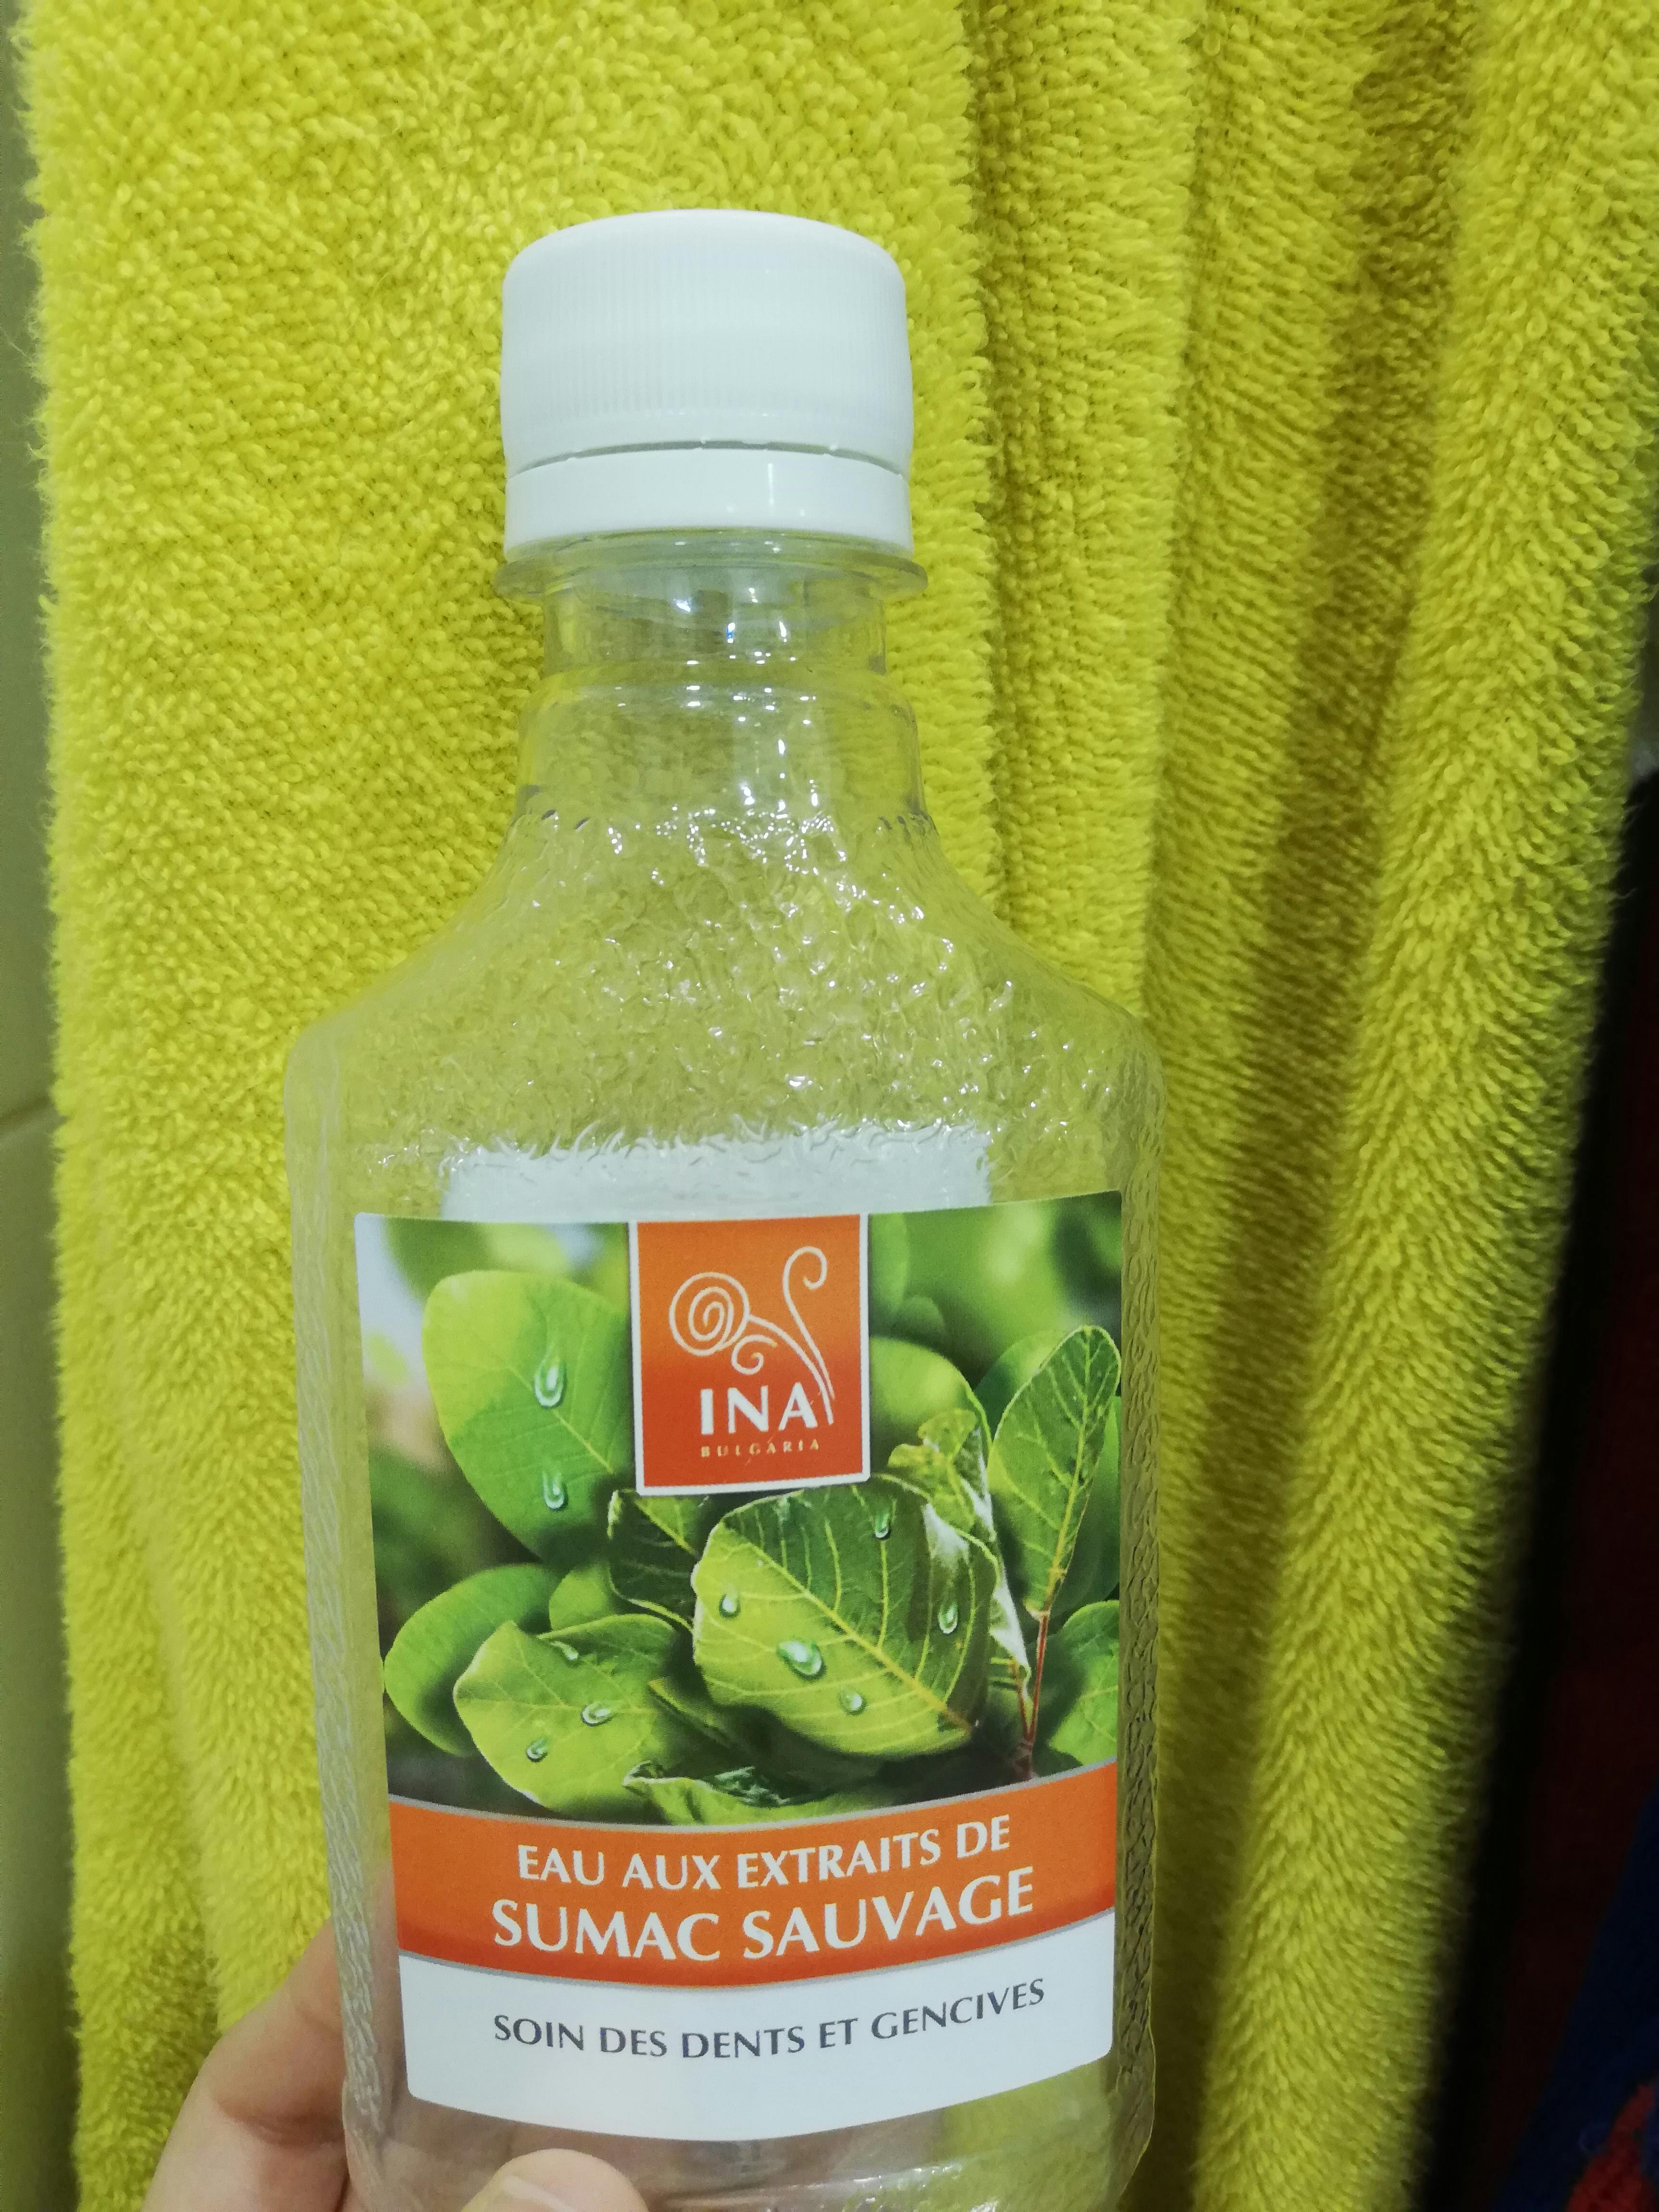 INA
BULGARIA
EAU AUX EXTRAITS DE
SUMAC SAUVAGE
SOIN DES DENTS ET GENCIVES